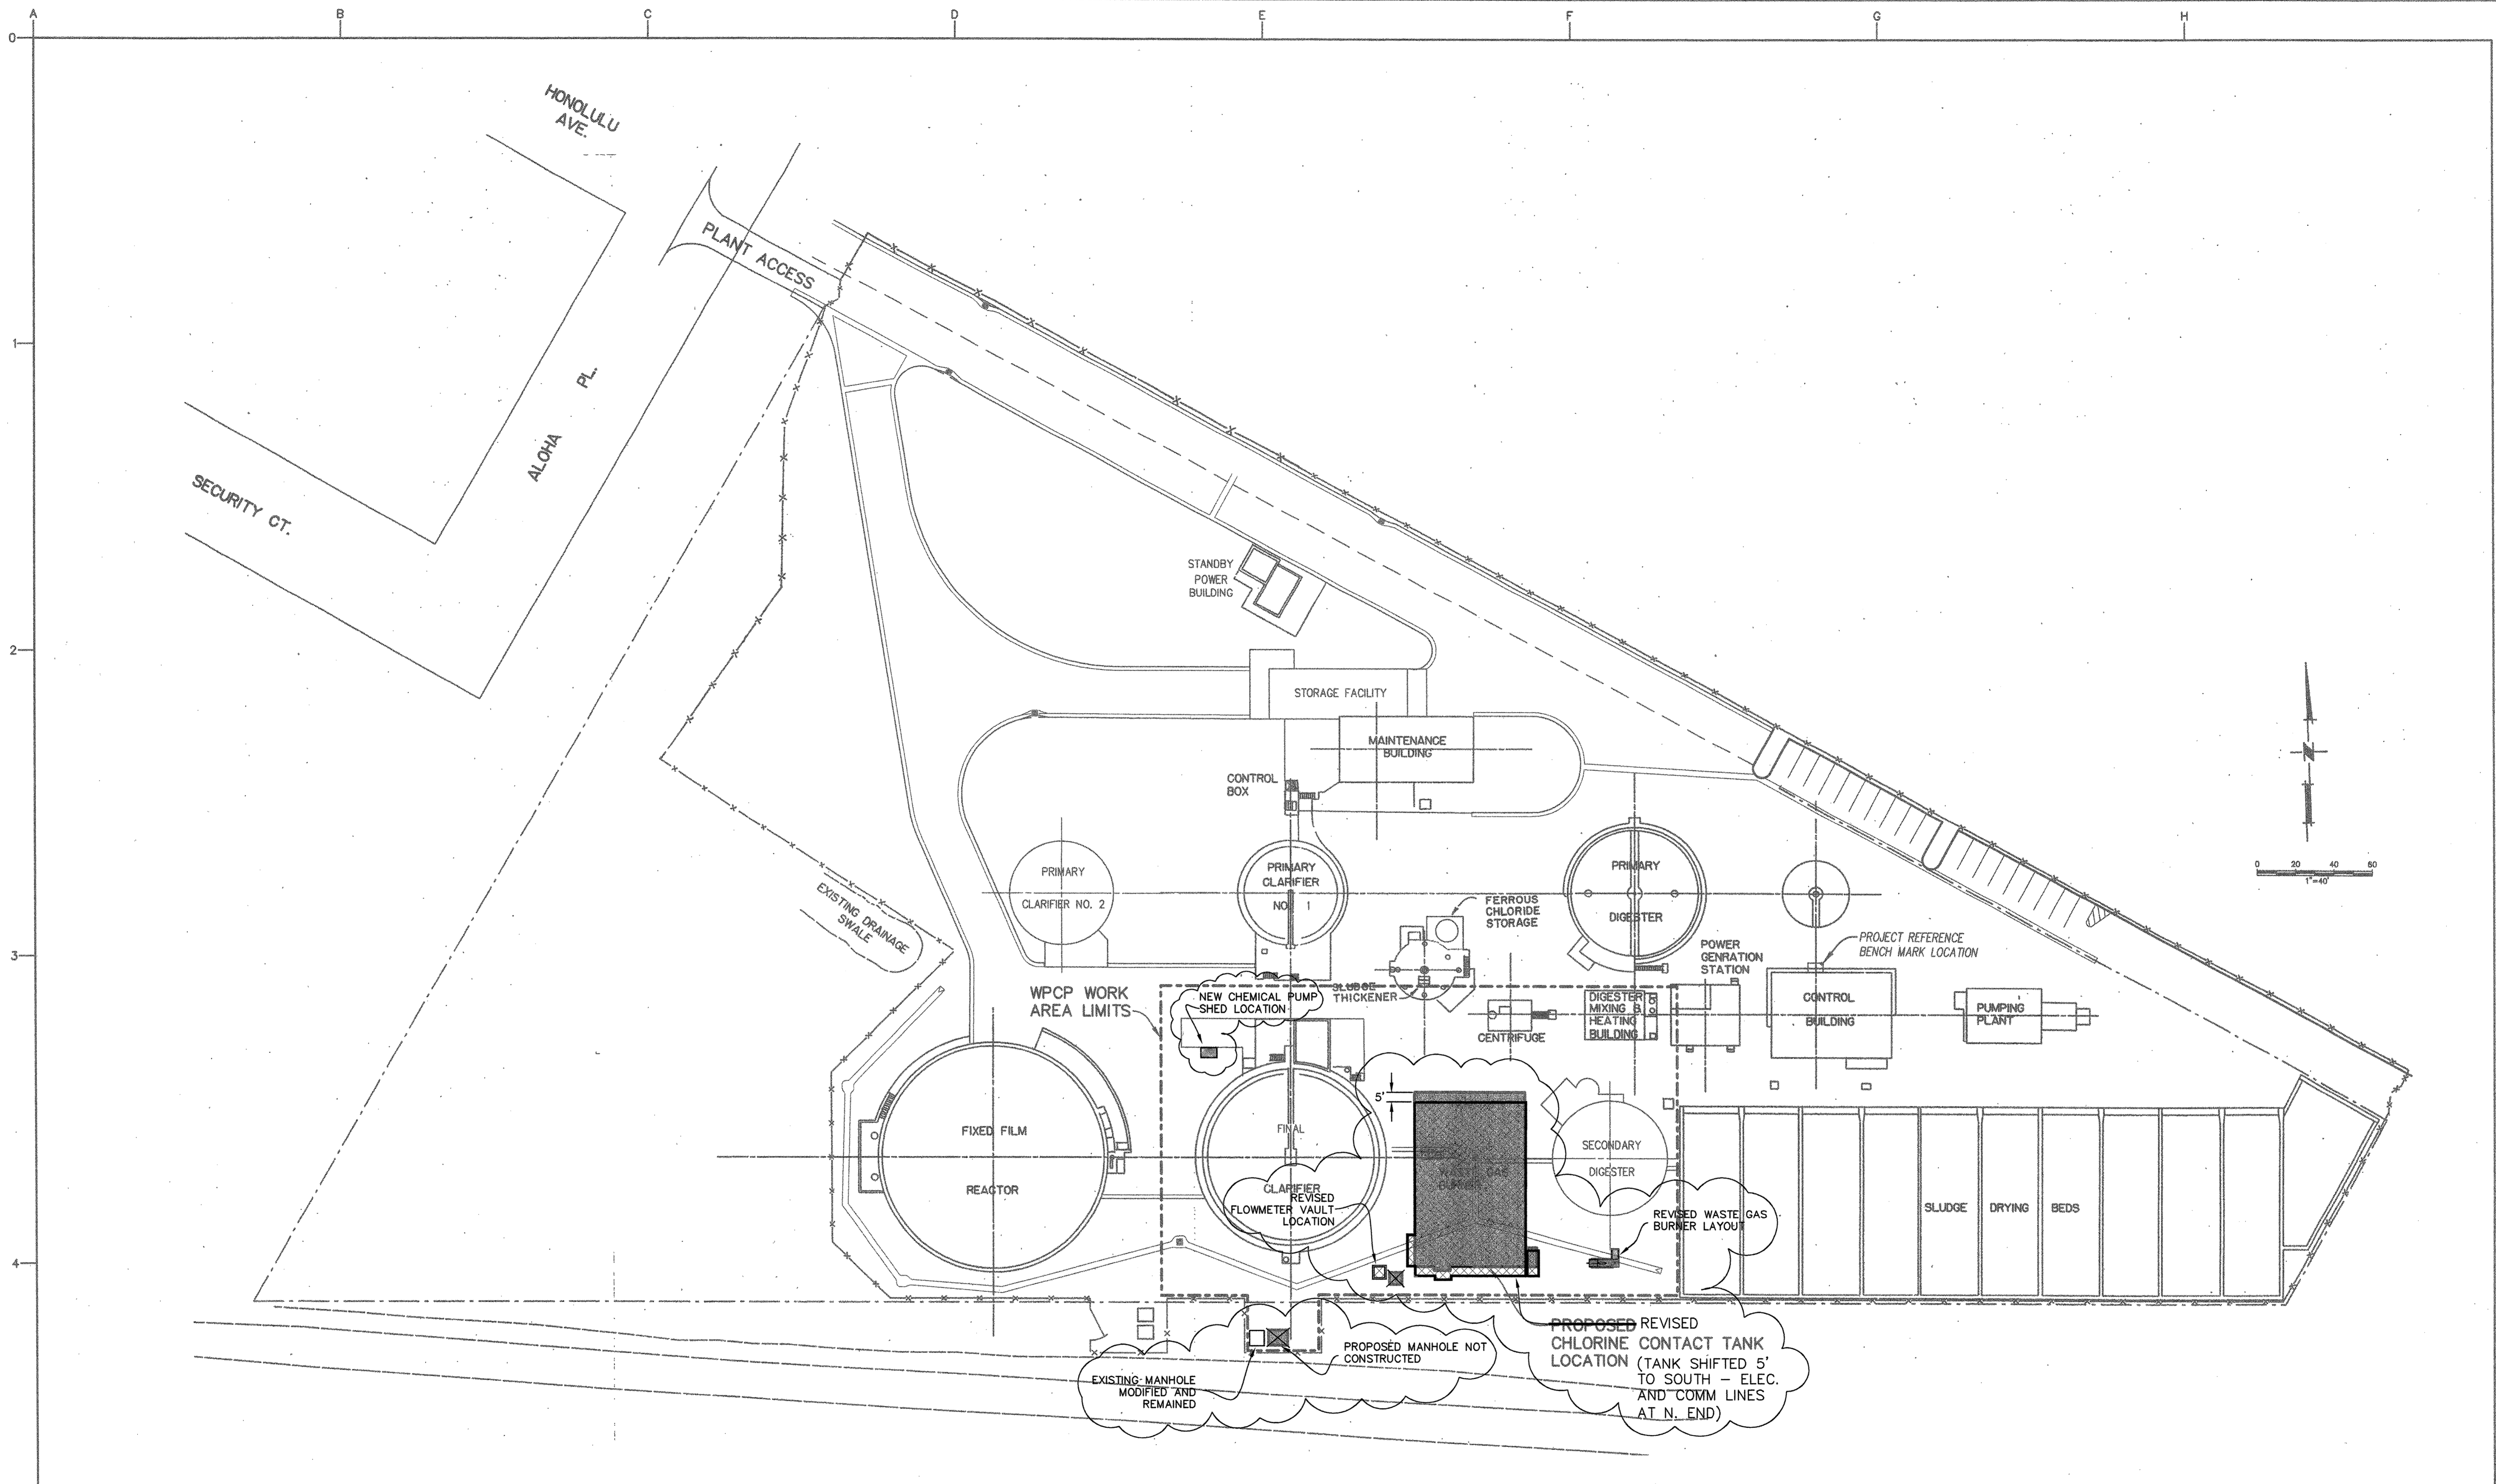 A
B
C
D
E
F
G
H
0
1
2
3
4
HONOLULU
AVE.
PLANT ACCESS
ALOHA PL.
SECURITY CT.
STANDBY
POWER
BUILDING
STORAGE FACILITY
MAINTENANCE
BUILDING
CONTROL
BOX
N
0 20 40 60
1"=40'
PRIMARY
CLARIFIER NO. 2
PRIMARY
CLARIFIER
NO. 1
EXISTING DRAINAGE
SWALE
FERROUS
CHLORIDE
STORAGE
PRIMARY
DIGESTER
POWER
GENRATION
STATION
PROJECT REFERENCE
BENCH MARK LOCATION
SLUDGE
THICKENER
WPCP WORK
AREA LIMITS
NEW CHEMICAL PUMP
SHED LOCATION
CENTRIFUGE
DIGESTER
MIXING &
HEATING
BUILDING
CONTROL
BUILDING
PUMPING
PLANT
5'
FIXED FILM
REACTOR
FINAL
CLARIFIER
REVISED
FLOWMETER VAULT
LOCATION
WASTE GAS
SECONDARY
DIGESTER
REVISED WASTE GAS
BURNER LAYOUT
SLUDGE DRYING BEDS
EXISTING MANHOLE
MODIFIED AND
REMAINED
PROPOSED MANHOLE NOT
CONSTRUCTED
PROPOSED REVISED
CHLORINE CONTACT TANK
LOCATION (TANK SHIFTED 5'
TO SOUTH – ELEC.
AND COMM LINES
AT N. END)